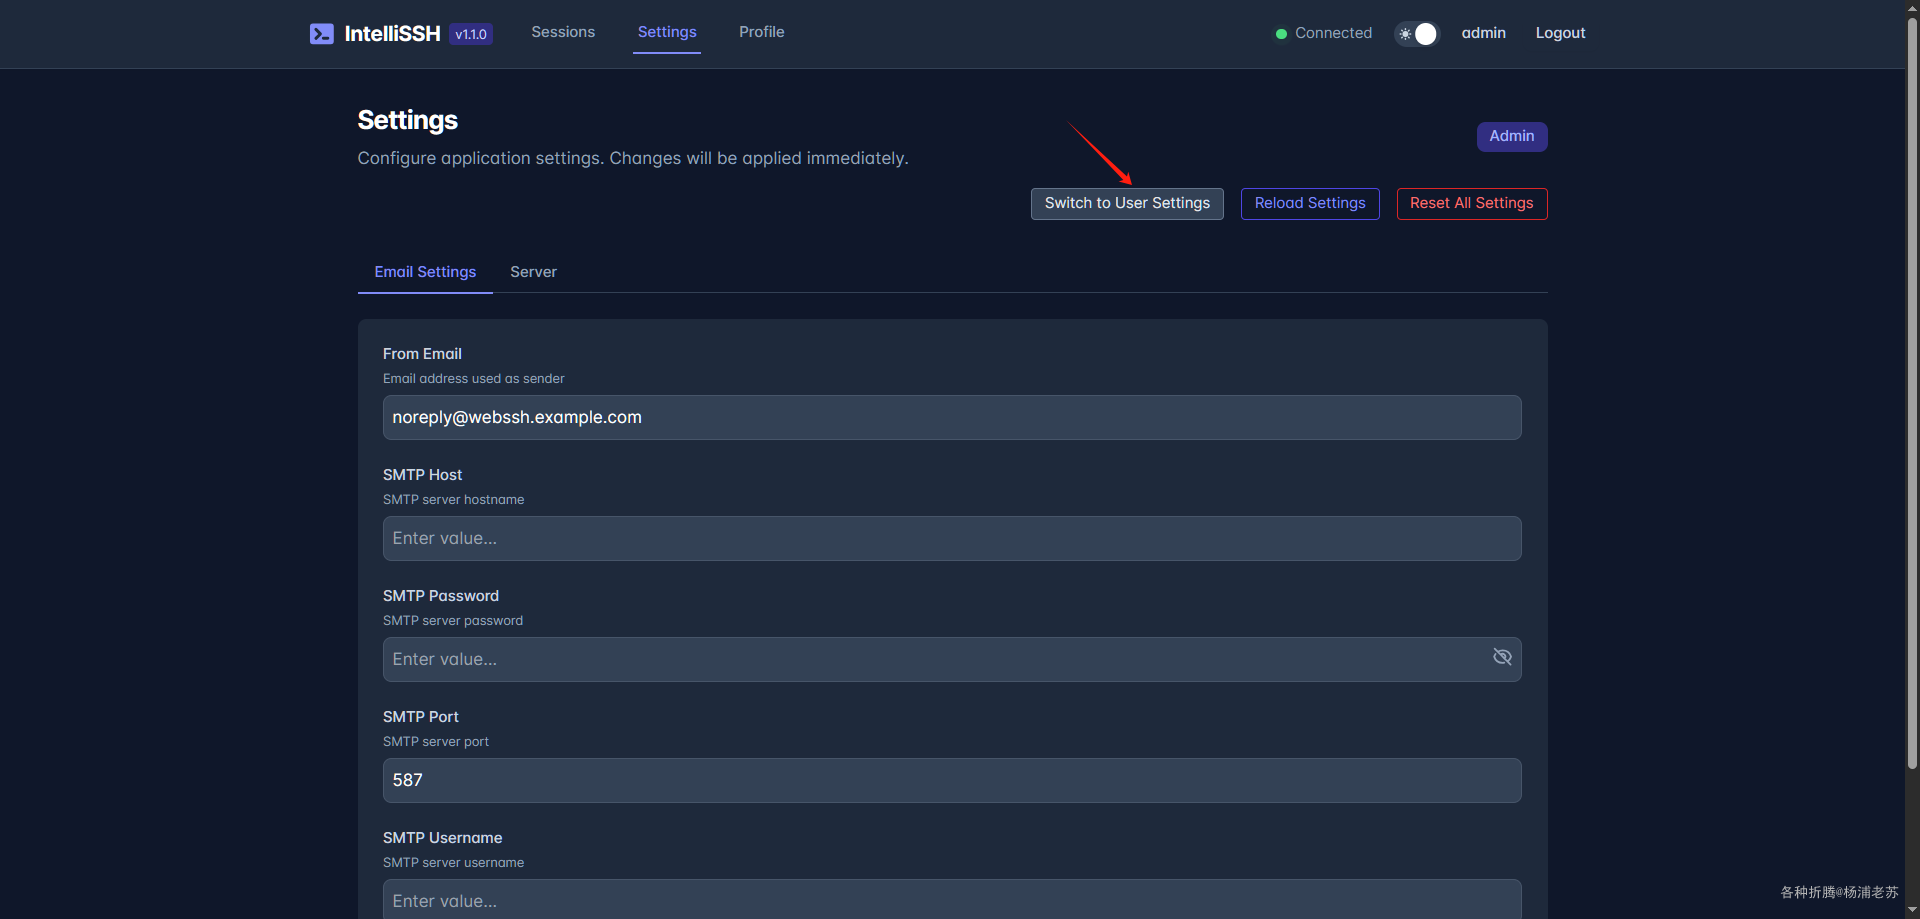 IntelliSSH v1.1.0 Sessions Settings Profile Connected admin Logout
Settings
Configure application settings. Changes will be applied immediately.
Admin
Switch to User Settings Reload Settings Reset All Settings
Email Settings Server
From Email
Email address used as sender
noreply@webssh.example.com
SMTP Host
SMTP server hostname
Enter value...
SMTP Password
SMTP server password
Enter value...
SMTP Port
SMTP server port
587
SMTP Username
SMTP server username
Enter value...
各种折腾@杨浦老苏